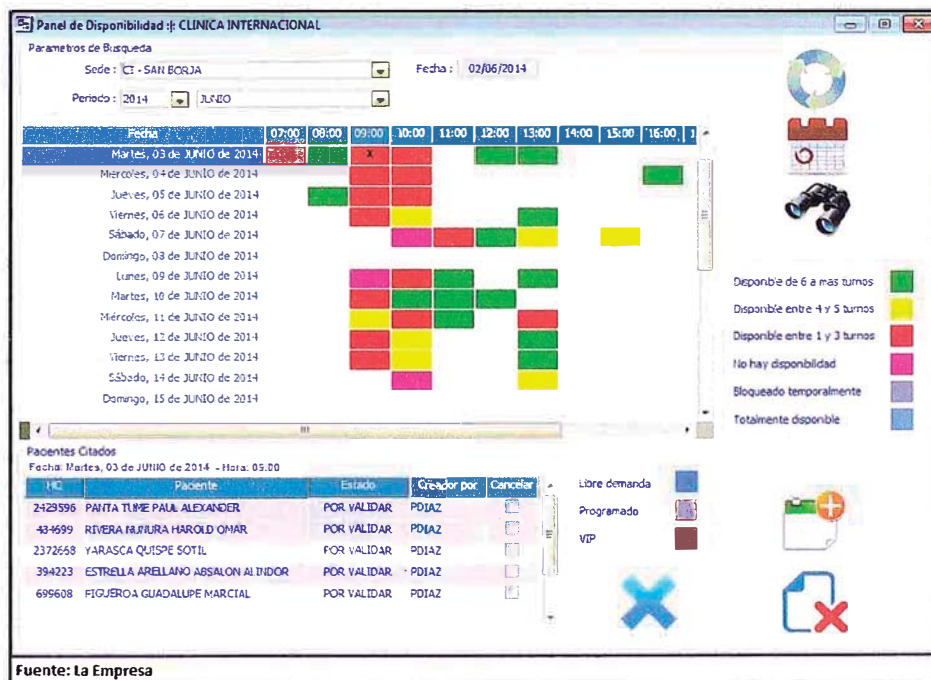 Panel de Disponibilidad :|: CLINICA INTERNACIONAL
Parametros de Busqueda
Sede : CI - SAN BORJA Fecha : 02/06/2014
Periodo : 2014 JUNIO
Fecha 07:00 08:00 09:00 10:00 11:00 12:00 13:00 14:00 15:00 16:00 1
Martes, 03 de JUNIO de 2014 X
Miércoles, 04 de JUNIO de 2014
Jueves, 05 de JUNIO de 2014
Viernes, 06 de JUNIO de 2014
Sábado, 07 de JUNIO de 2014
Domingo, 08 de JUNIO de 2014
Lunes, 09 de JUNIO de 2014
Martes, 10 de JUNIO de 2014
Miércoles, 11 de JUNIO de 2014
Jueves, 12 de JUNIO de 2014
Viernes, 13 de JUNIO de 2014
Sábado, 14 de JUNIO de 2014
Domingo, 15 de JUNIO de 2014
Disponible de 6 a mas turnos
Disponible entre 4 y 5 turnos
Disponible entre 1 y 3 turnos
No hay disponibilidad
Bloqueado temporalmente
Totalmente disponible
Pacientes Citados
Fecha: Martes, 03 de JUNIO de 2014 - Hora: 09:00
HC Paciente Estado Creador por Cancelar
2429596 PANTA TUME PAUL ALEXANDER POR VALIDAR PDIAZ
434699 RIVERA NUNURA HAROLD OMAR POR VALIDAR PDIAZ
2372668 YARASCA QUISPE SOTIL POR VALIDAR PDIAZ
394223 ESTRELLA ARELLANO ABSALON ALINDOR POR VALIDAR PDIAZ
699608 FIGUEROA GUADALUPE MARCIAL POR VALIDAR PDIAZ
Libre demanda
Programado
VIP
Fuente: La Empresa